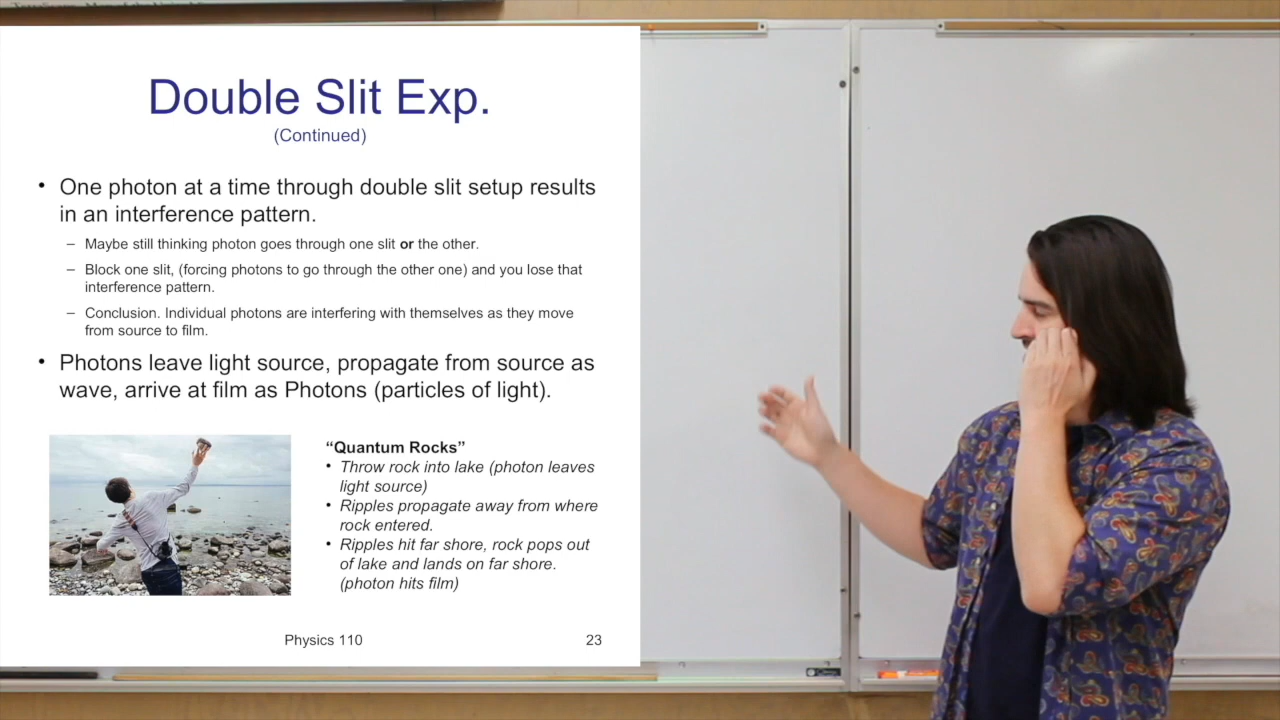 Double Slit Exp.
(Continued)
• One photon at a time through double slit setup results
in an interference pattern.
– Maybe still thinking photon goes through one slit or the other.
– Block one slit, (forcing photons to go through the other one) and you lose that
interference pattern.
– Conclusion. Individual photons are interfering with themselves as they move
from source to film.
• Photons leave light source, propagate from source as
wave, arrive at film as Photons (particles of light).
“Quantum Rocks”
• Throw rock into lake (photon leaves
light source)
• Ripples propagate away from where
rock entered.
• Ripples hit far shore, rock pops out
of lake and lands on far shore.
(photon hits film)
Physics 110
23